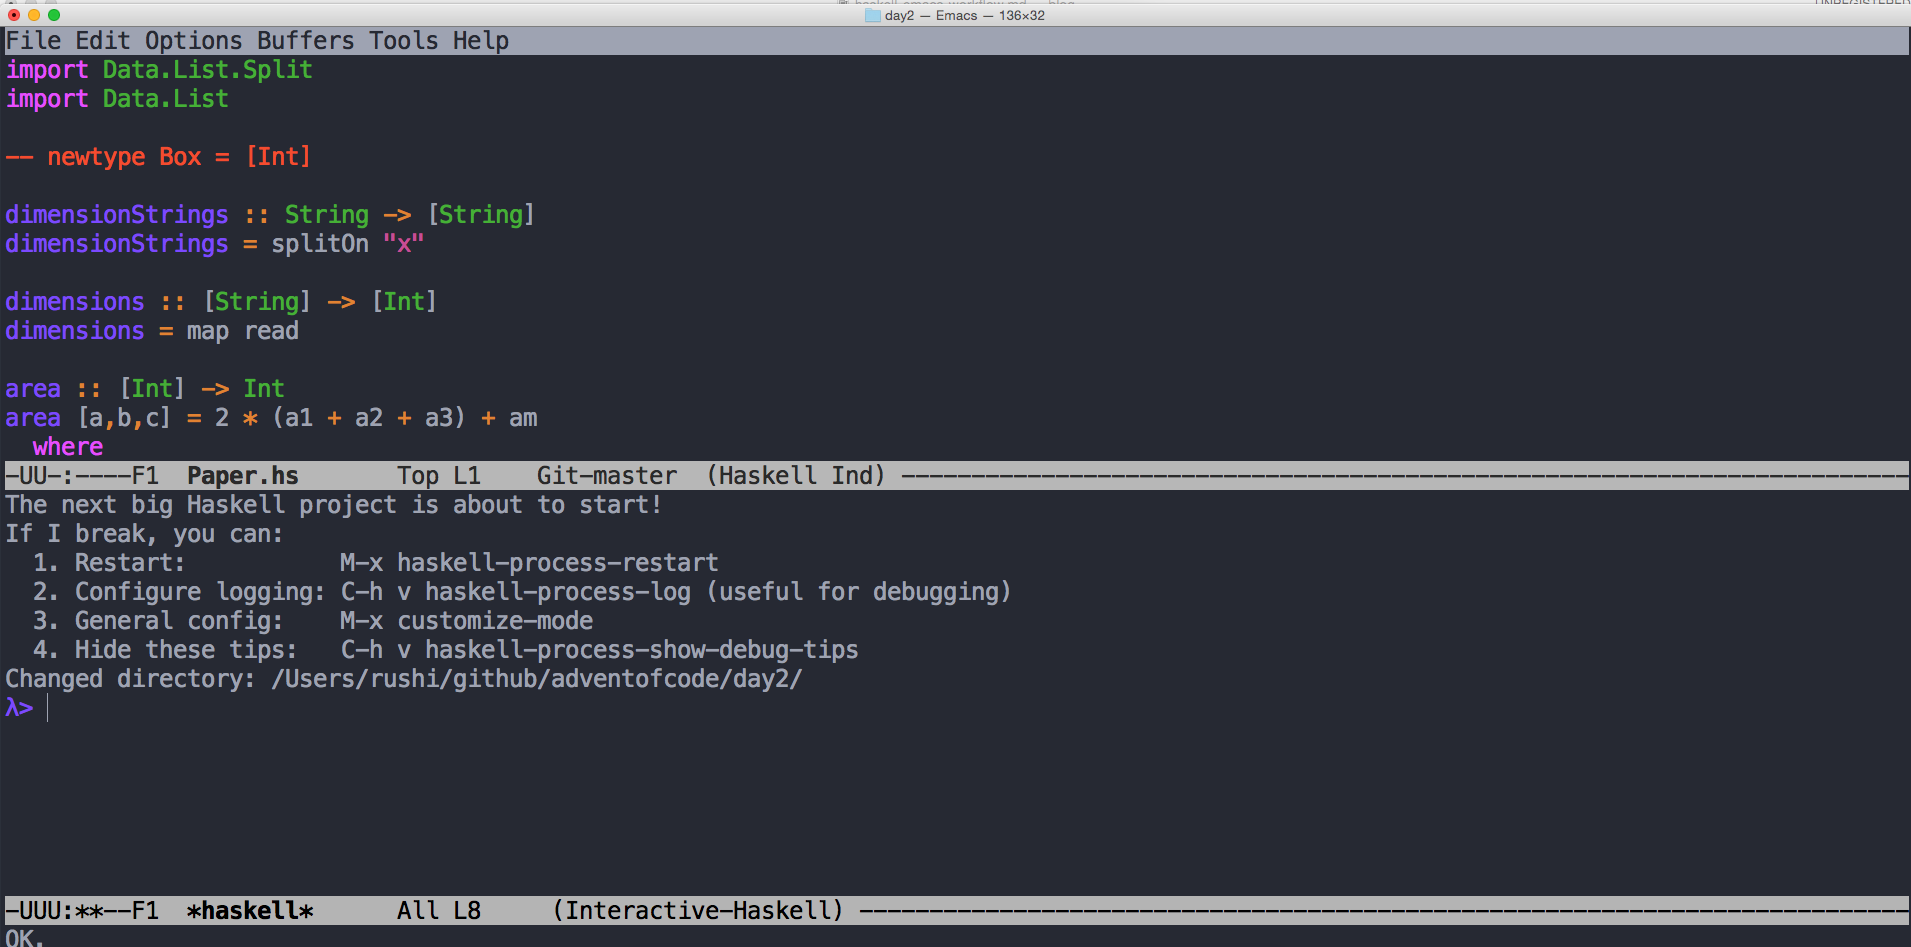 day2 — Emacs — 136×32
File Edit Options Buffers Tools Help
import Data.List.Split
import Data.List
-- newtype Box = [Int]
dimensionStrings :: String -> [String]
dimensionStrings = splitOn "x"
dimensions :: [String] -> [Int]
dimensions = map read
area :: [Int] -> Int
area [a,b,c] = 2 * (a1 + a2 + a3) + am
  where
-UU-:----F1  Paper.hs       Top L1    Git-master  (Haskell Ind) ------------------------------------------------------------------------
The next big Haskell project is about to start!
If I break, you can:
  1. Restart:           M-x haskell-process-restart
  2. Configure logging: C-h v haskell-process-log (useful for debugging)
  3. General config:    M-x customize-mode
  4. Hide these tips:   C-h v haskell-process-show-debug-tips
Changed directory: /Users/rushi/github/adventofcode/day2/
λ>
-UUU:**--F1  *haskell*      All L8     (Interactive-Haskell) ---------------------------------------------------------------------------
OK.